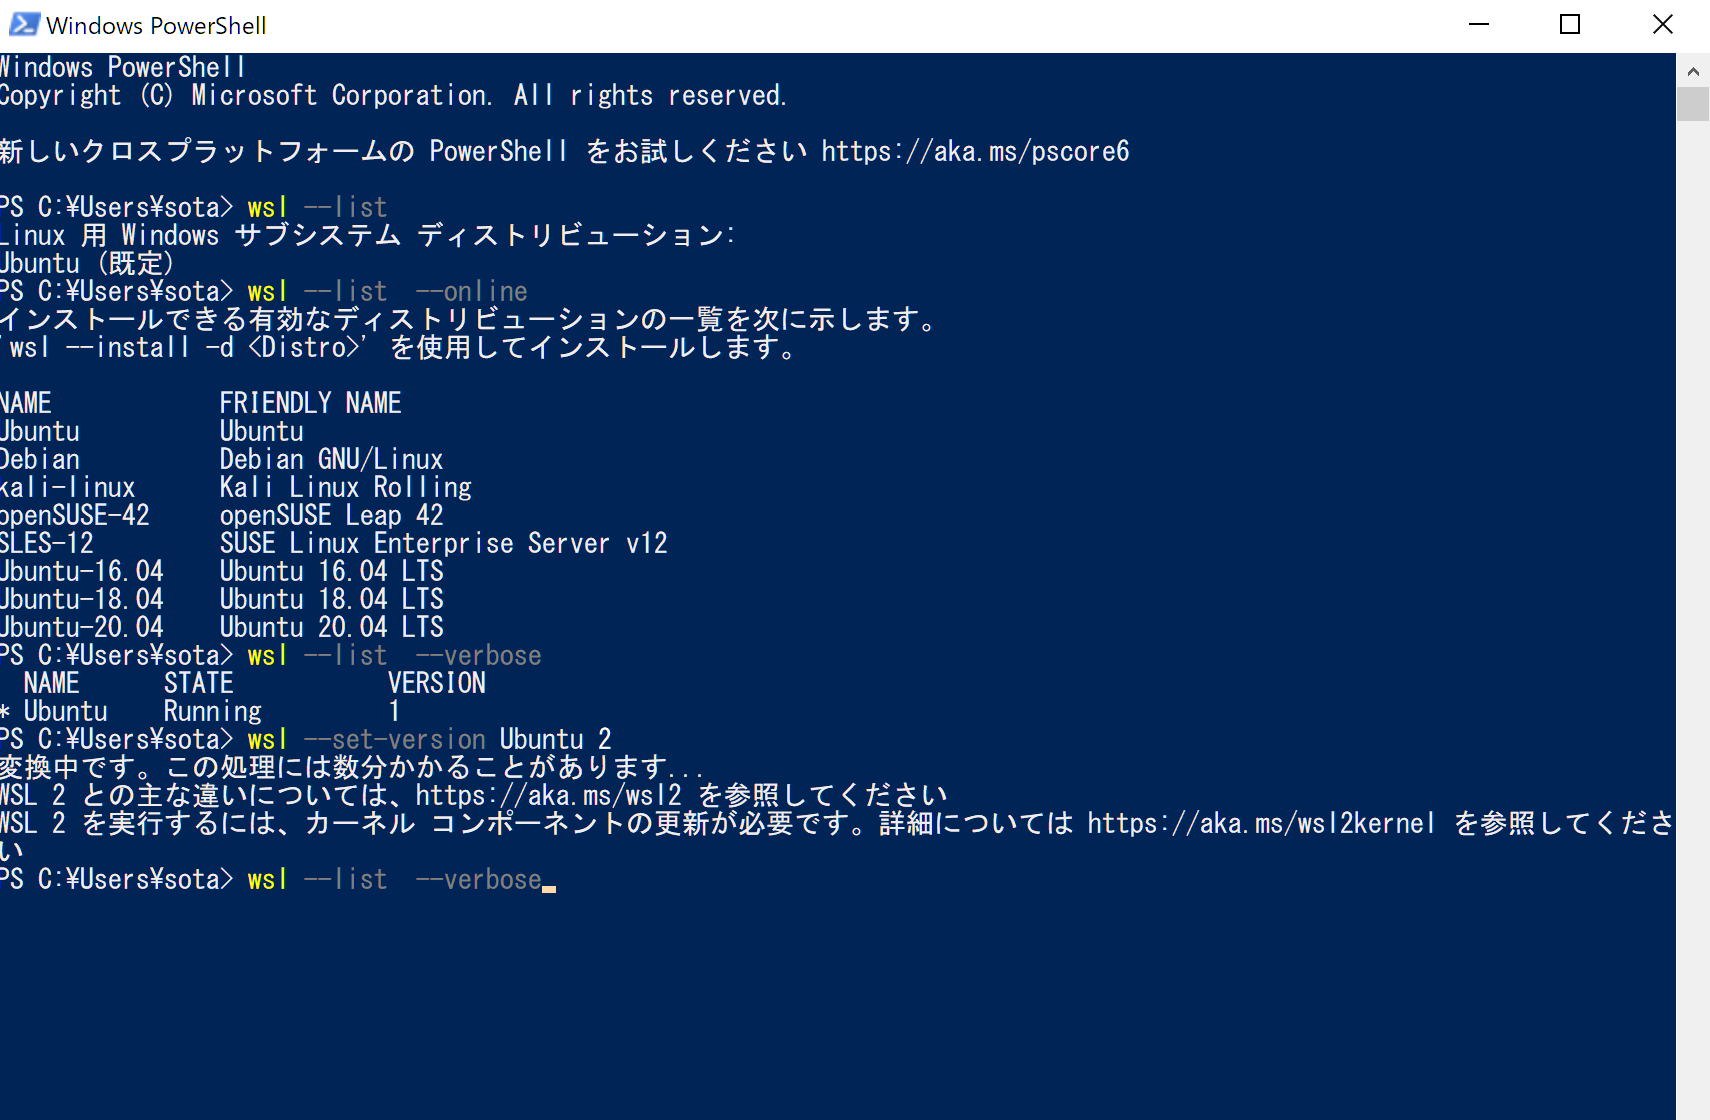 Windows PowerShell
Windows PowerShell
Copyright (C) Microsoft Corporation. All rights reserved.
新しいクロスプラットフォームの PowerShell をお試しください https://aka.ms/pscore6
PS C:¥Users¥sota> wsl --list
Linux 用 Windows サブシステム ディストリビューション:
Ubuntu (既定)
PS C:¥Users¥sota> wsl --list  --online
インストールできる有効なディストリビューションの一覧を次に示します。
'wsl --install -d <Distro>' を使用してインストールします。
NAME            FRIENDLY NAME
Ubuntu          Ubuntu
Debian          Debian GNU/Linux
kali-linux      Kali Linux Rolling
openSUSE-42     openSUSE Leap 42
SLES-12         SUSE Linux Enterprise Server v12
Ubuntu-16.04    Ubuntu 16.04 LTS
Ubuntu-18.04    Ubuntu 18.04 LTS
Ubuntu-20.04    Ubuntu 20.04 LTS
PS C:¥Users¥sota> wsl --list  --verbose
  NAME      STATE           VERSION
* Ubuntu    Running         1
PS C:¥Users¥sota> wsl --set-version Ubuntu 2
変換中です。この処理には数分かかることがあります...
WSL 2 との主な違いについては、https://aka.ms/wsl2 を参照してください
WSL 2 を実行するには、カーネル コンポーネントの更新が必要です。詳細については https://aka.ms/wsl2kernel を参照してくださ
い
PS C:¥Users¥sota> wsl --list  --verbose